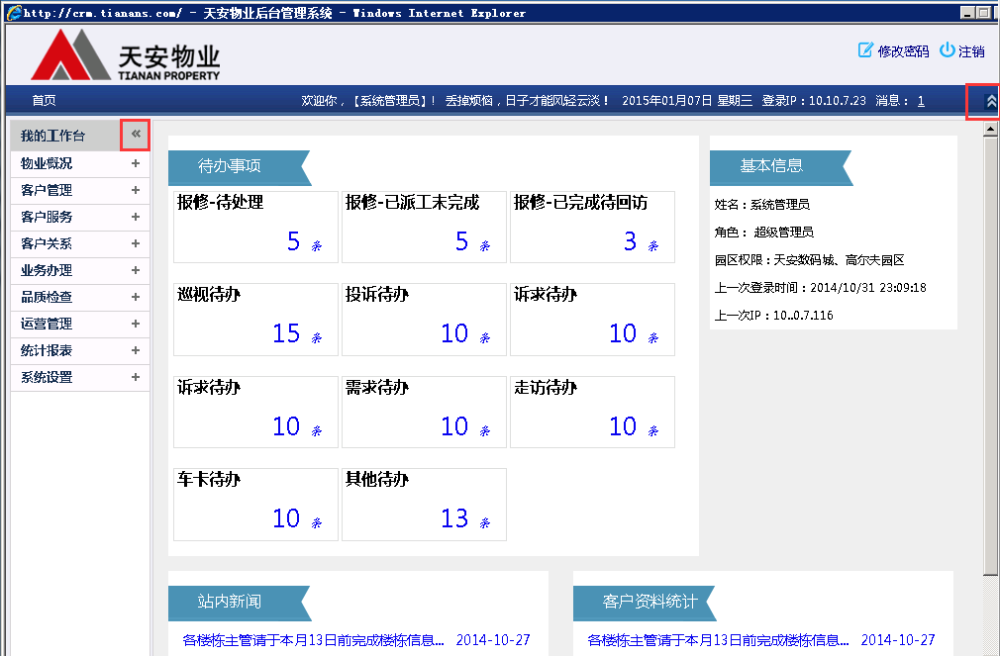 http://crm.tianans.com/ - 天安物业后台管理系统 - Windows Internet Explorer
天安物业
TIANAN PROPERTY
修改密码 注销
首页 欢迎你，【系统管理员】! 丢掉烦恼，日子才能风轻云淡！ 2015年01月07日 星期三 登录IP：10.10.7.23 消息： 1
我的工作台 «
物业概况 +
客户管理 +
客户服务 +
客户关系 +
业务办理 +
品质检查 +
运营管理 +
统计报表 +
系统设置 +
待办事项
报修-待处理 报修-已派工未完成 报修-已完成待回访
5 条 5 条 3 条
巡视待办 投诉待办 诉求待办
15 条 10 条 10 条
诉求待办 需求待办 走访待办
10 条 10 条 10 条
车卡待办 其他待办
10 条 13 条
基本信息
姓名：系统管理员
角色： 超级管理员
园区权限：天安数码城、高尔夫园区
上一次登录时间：2014/10/31 23:09:18
上一次IP：10..0.7.116
站内新闻
各楼栋主管请于本月13日前完成楼栋信息... 2014-10-27
客户资料统计
各楼栋主管请于本月13日前完成楼栋信息... 2014-10-27